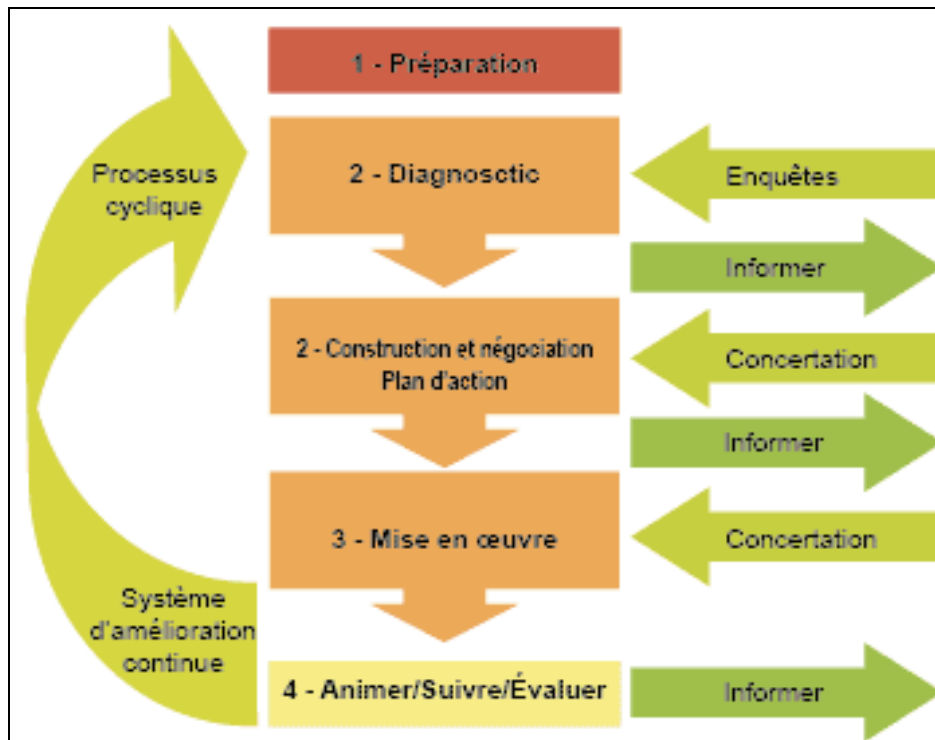 1 - Préparation
Processus
cyclique
2 - Diagnosctic
Enquêtes
Informer
2 - Construction et négociation
Plan d'action
Concertation
Informer
3 - Mise en œuvre
Concertation
Système
d'amélioration
continue
4 - Animer/Suivre/Évaluer
Informer